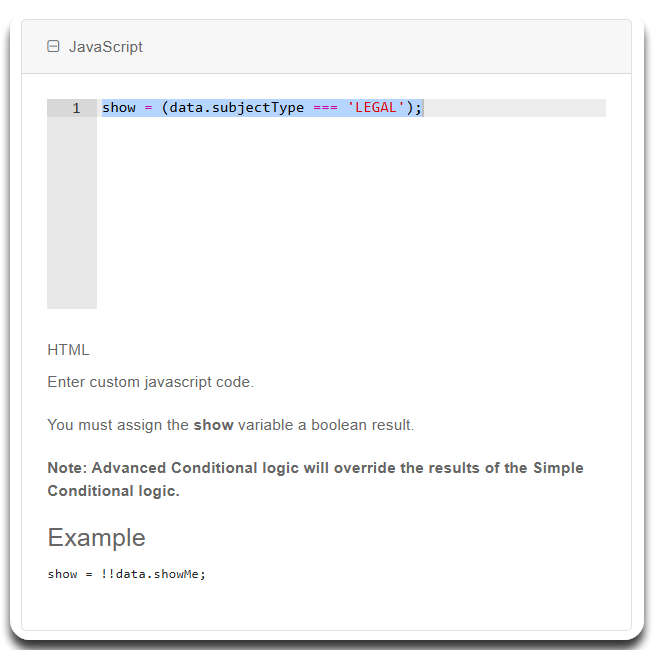 JavaScript
1 show = (data.subjectType === 'LEGAL');
HTML
Enter custom javascript code.
You must assign the show variable a boolean result.
Note: Advanced Conditional logic will override the results of the Simple
Conditional logic.
Example
show = !!data.showMe;